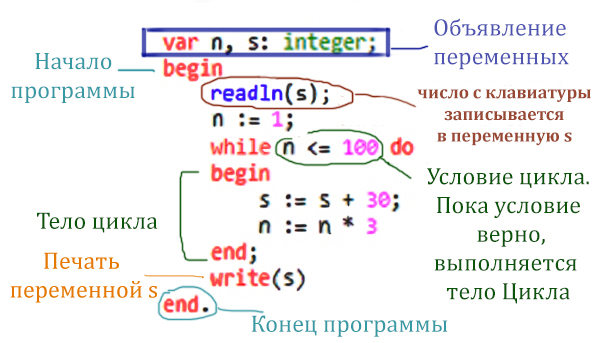 var n, s: integer;
Объявление
переменных
Начало
программы
begin
readln(s);
число с клавиатуры
записывается
в переменную s
n := 1;
while n <= 100 do
begin
Условие цикла.
Пока условие
верно,
выполняется
тело Цикла
s := s + 30;
n := n * 3
Тело цикла
end;
Печать
переменной s
write(s)
end.
Конец программы